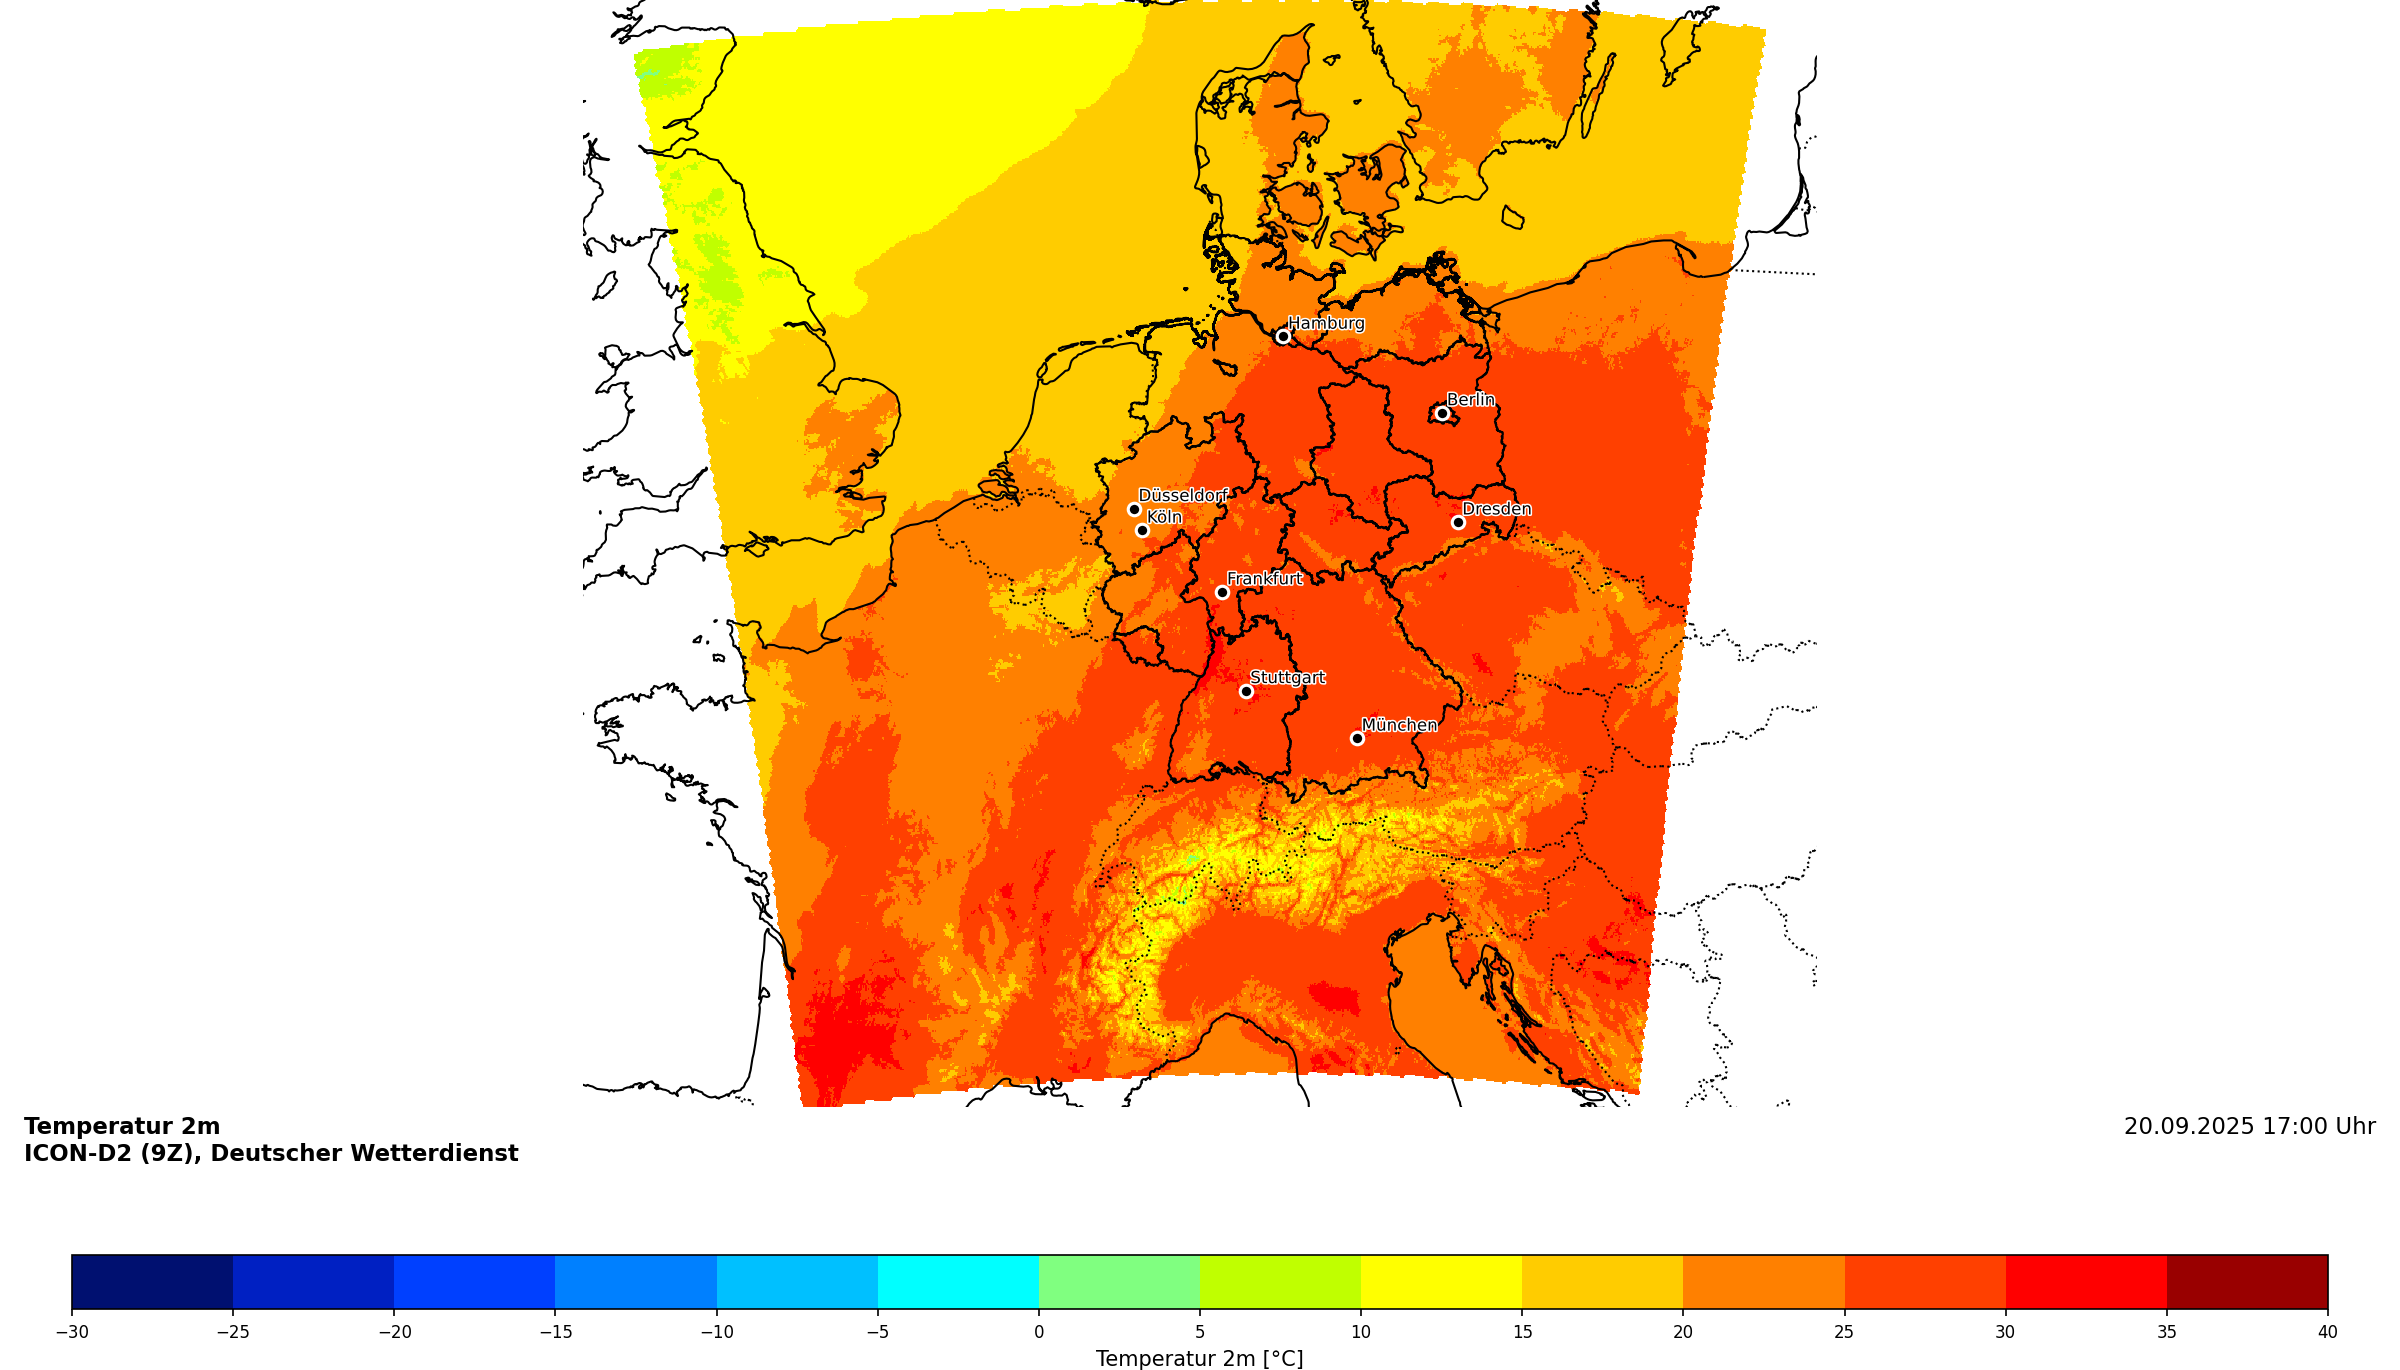 Hamburg
Berlin
Düsseldorf
Köln
Dresden
Frankfurt
Stuttgart
München
Temperatur 2m
ICON-D2 (9Z), Deutscher Wetterdienst
20.09.2025 17:00 Uhr
−30 −25 −20 −15 −10 −5 0 5 10 15 20 25 30 35 40
Temperatur 2m [°C]